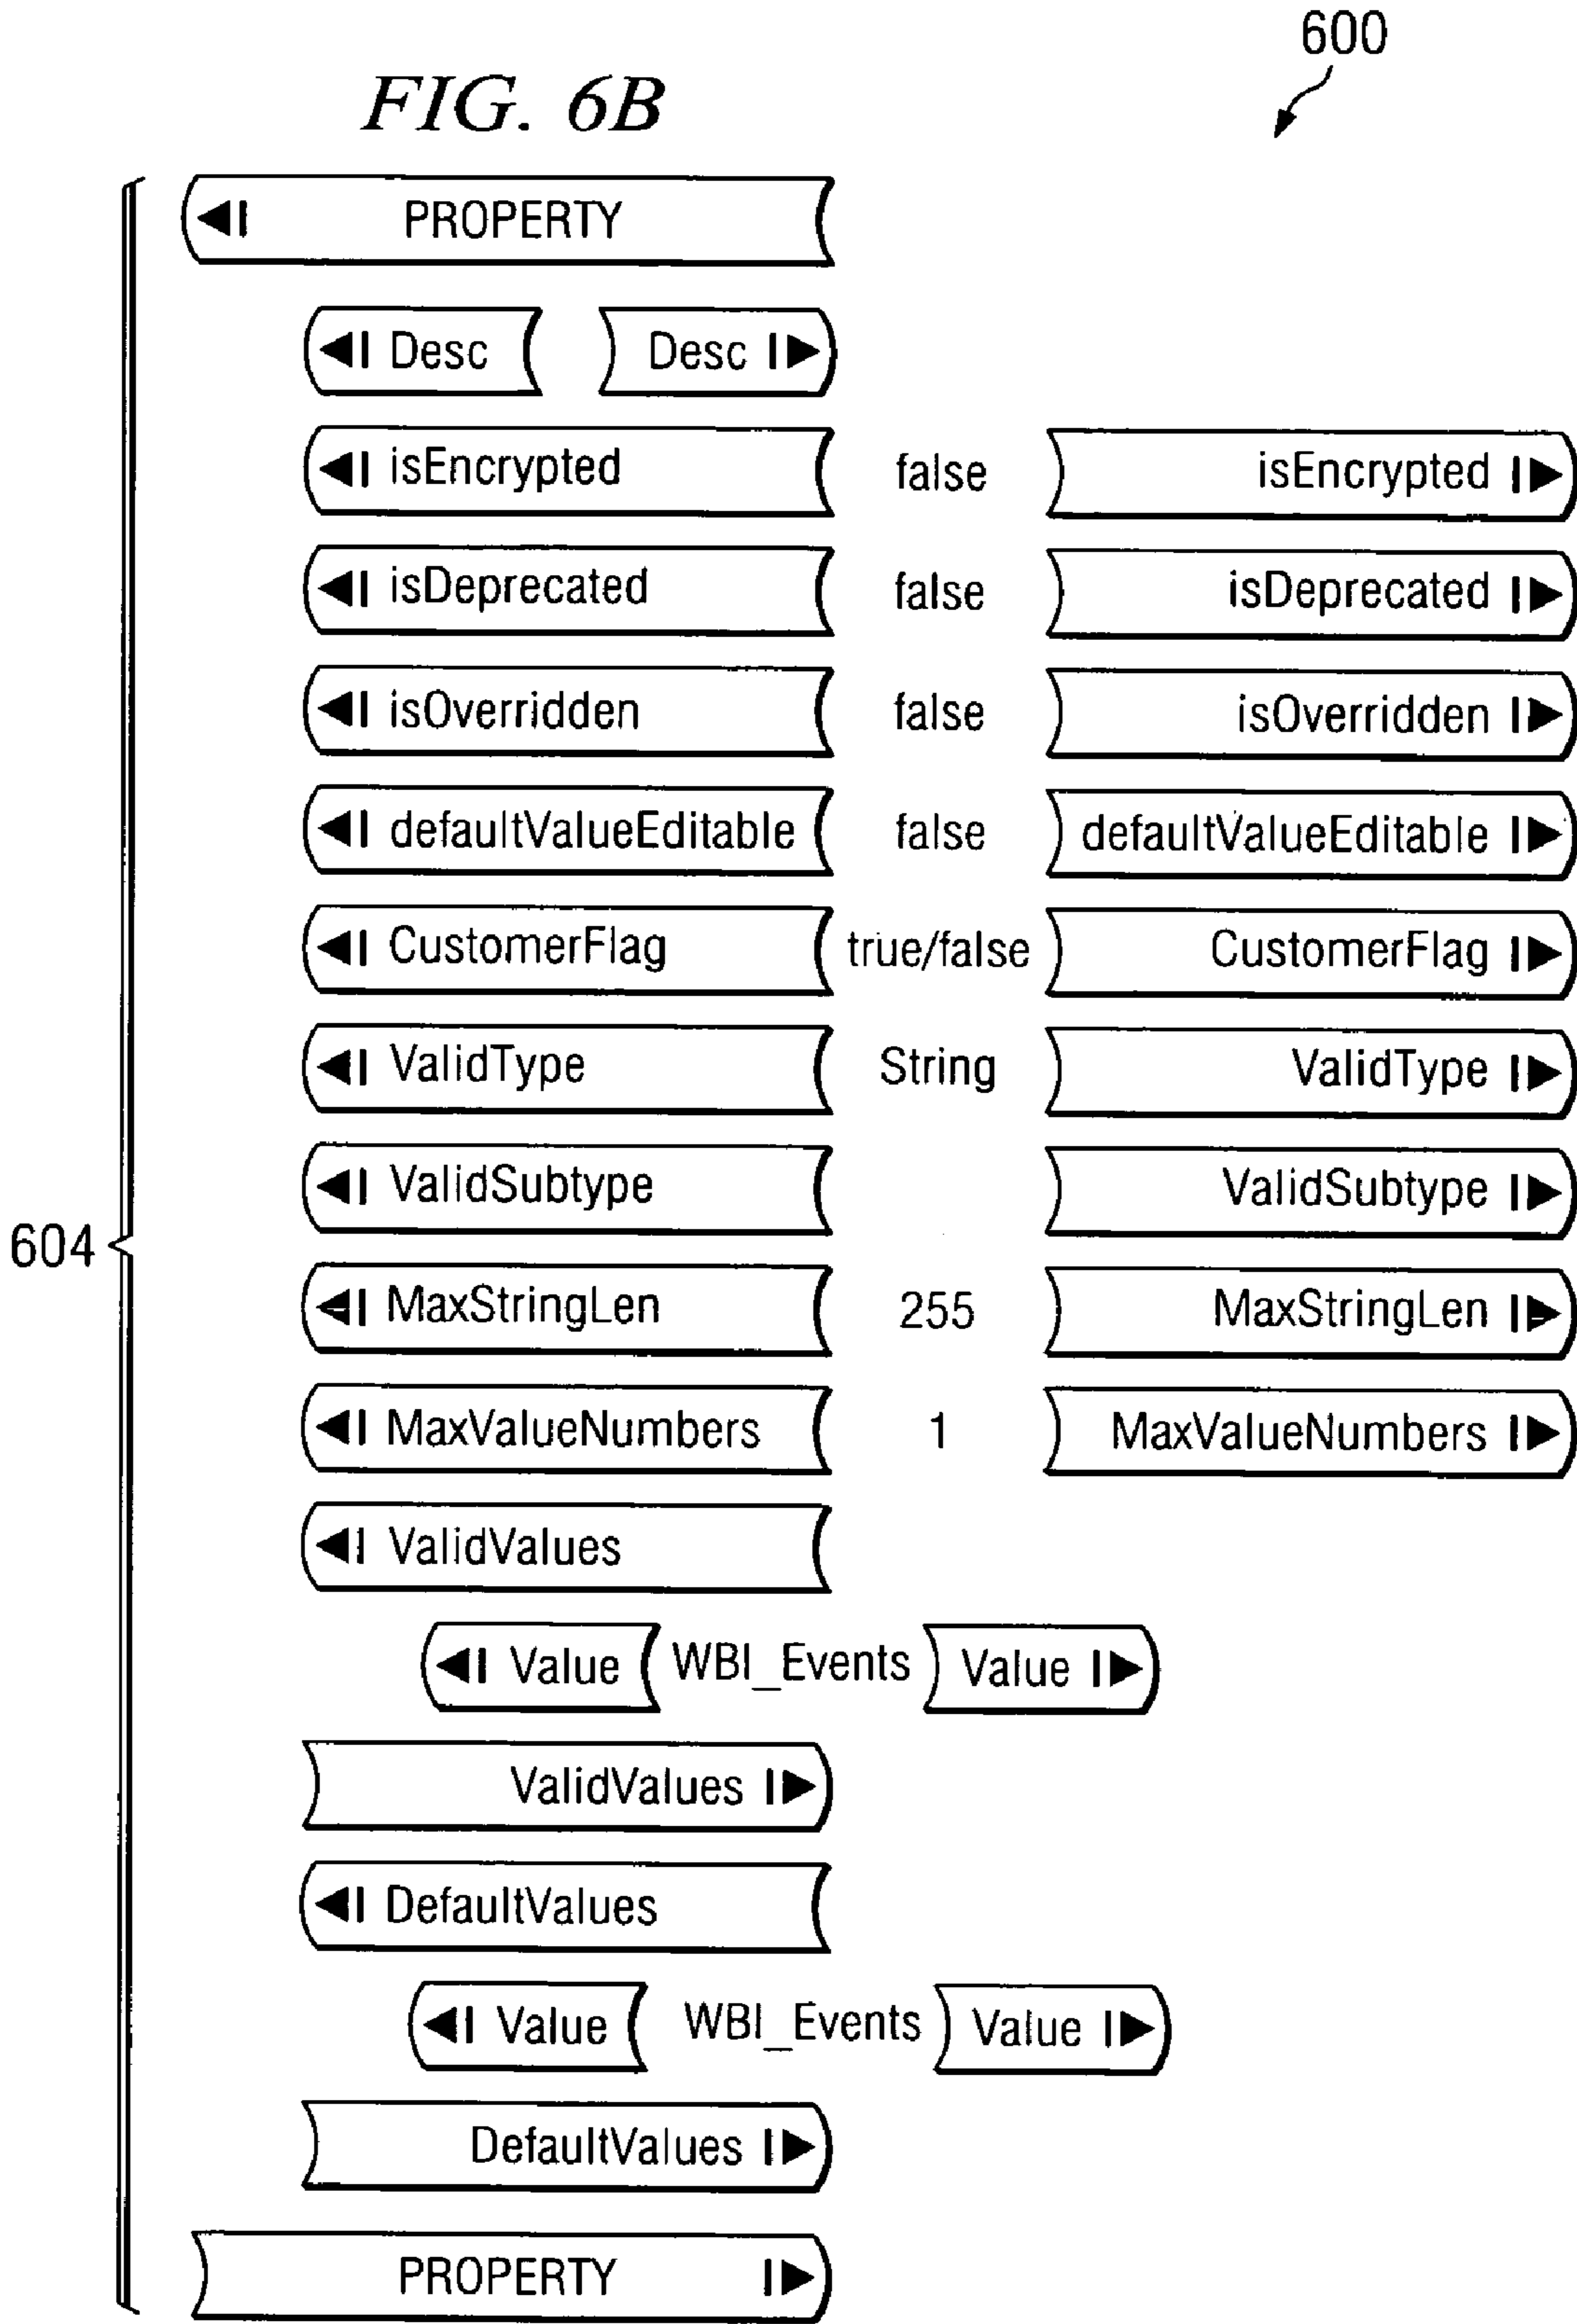 600
FIG. 6B
PROPERTY
Desc Desc
isEncrypted false isEncrypted
isDeprecated false isDeprecated
isOverridden false isOverridden
defaultValueEditable false defaultValueEditable
CustomerFlag true/false CustomerFlag
ValidType String ValidType
ValidSubtype ValidSubtype
604
MaxStringLen 255 MaxStringLen
MaxValueNumbers 1 MaxValueNumbers
ValidValues
Value WBI_Events Value
ValidValues
DefaultValues
Value WBI_Events Value
DefaultValues
PROPERTY